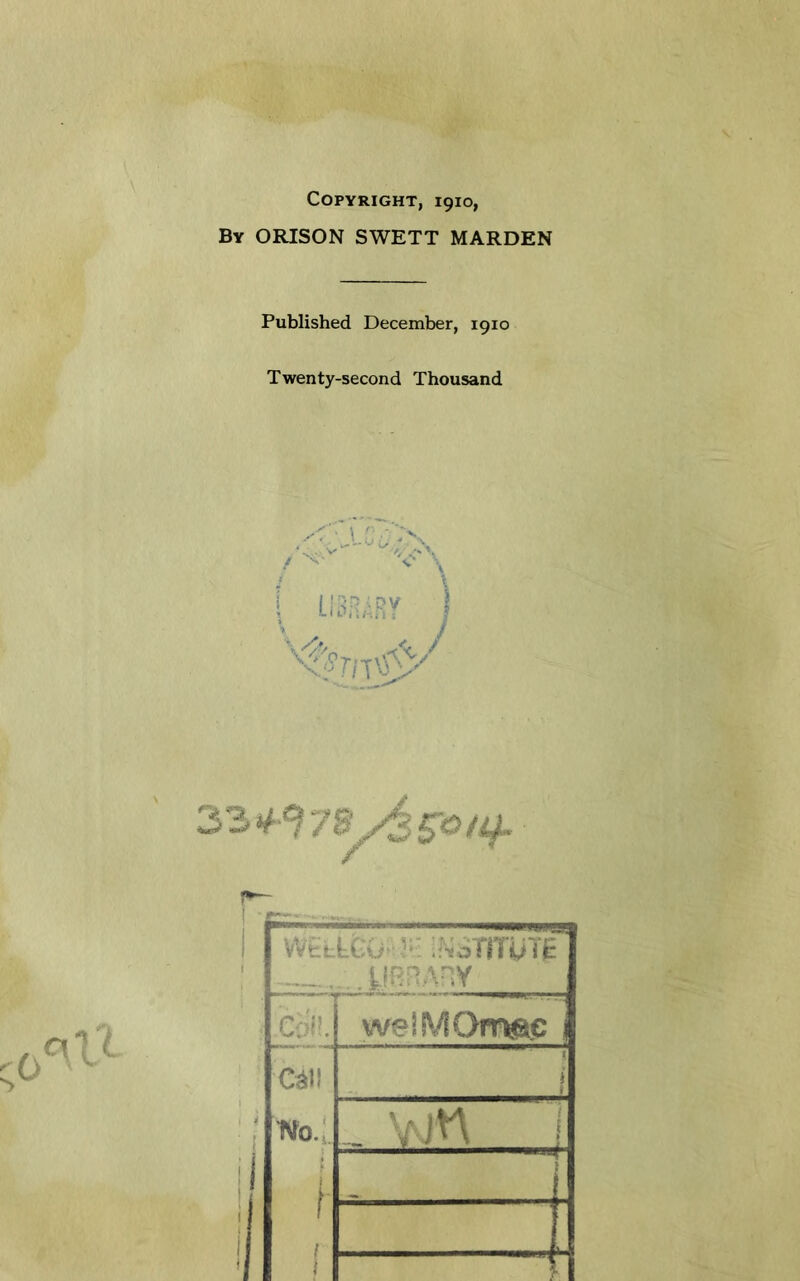 Copyright, 1910,
By ORISON SWETT MARDEN
Published December, 1910
Twenty-second Thousand
LIBRARY
WELLCOME INSTITUTE
LIBRARY
Coll. welMOmec
Call
No. WM